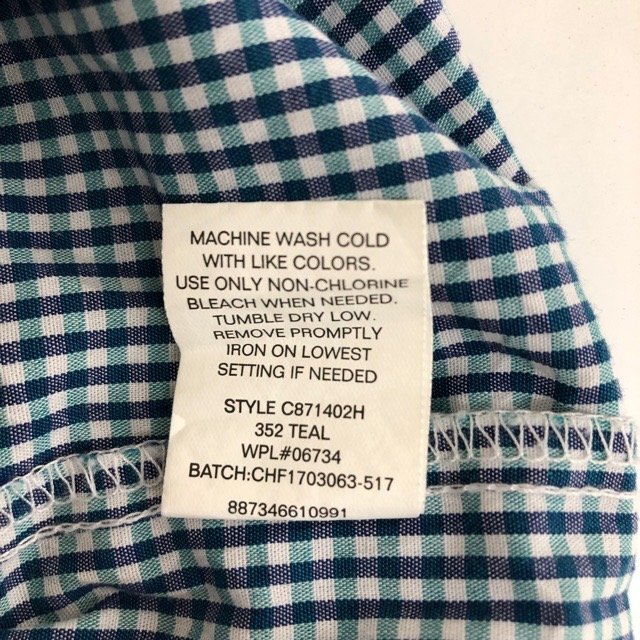 MACHINE WASH COLD
WITH LIKE COLORS.
USE ONLY NON-CHLORINE
BLEACH WHEN NEEDED.
TUMBLE DRY LOW.
REMOVE PROMPTLY
IRON ON LOWEST
SETTING IF NEEDED
STYLE C871402H
352 TEAL
WPL#06734
BATCH:CHF1703063-517
887346610991